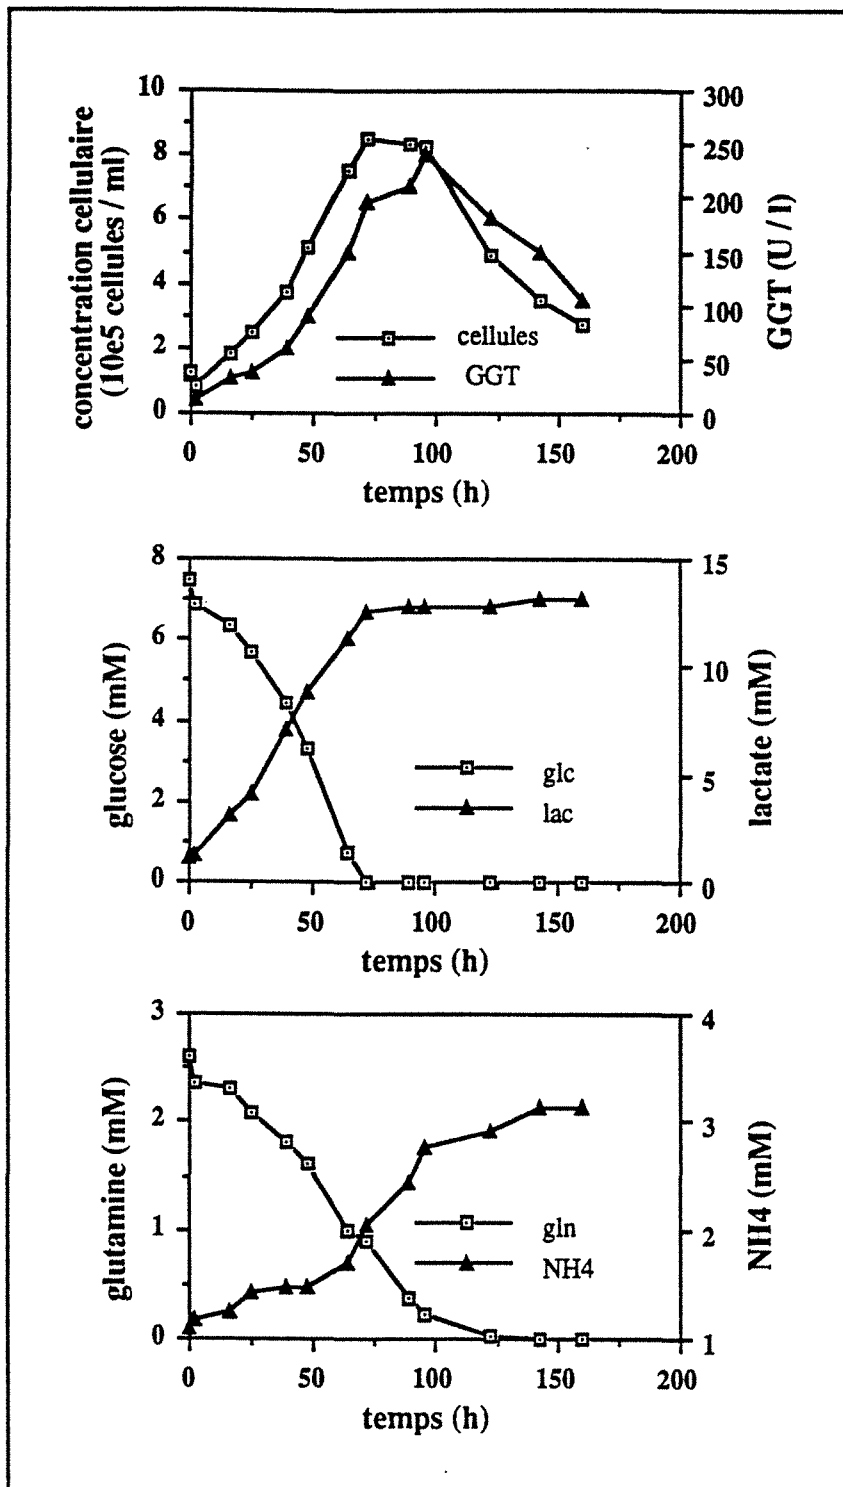 concentration cellulaire
(10e5 cellules / ml)
10
8
6
4
2
0
300
250
200
150
100
50
0
GGT (U / l)
cellules
GGT
0 50 100 150 200
temps (h)
glucose (mM)
8
6
4
2
0
15
10
5
0
lactate (mM)
glc
lac
0 50 100 150 200
temps (h)
glutamine (mM)
3
2
1
0
4
3
2
1
NH4 (mM)
gln
NH4
0 50 100 150 200
temps (h)